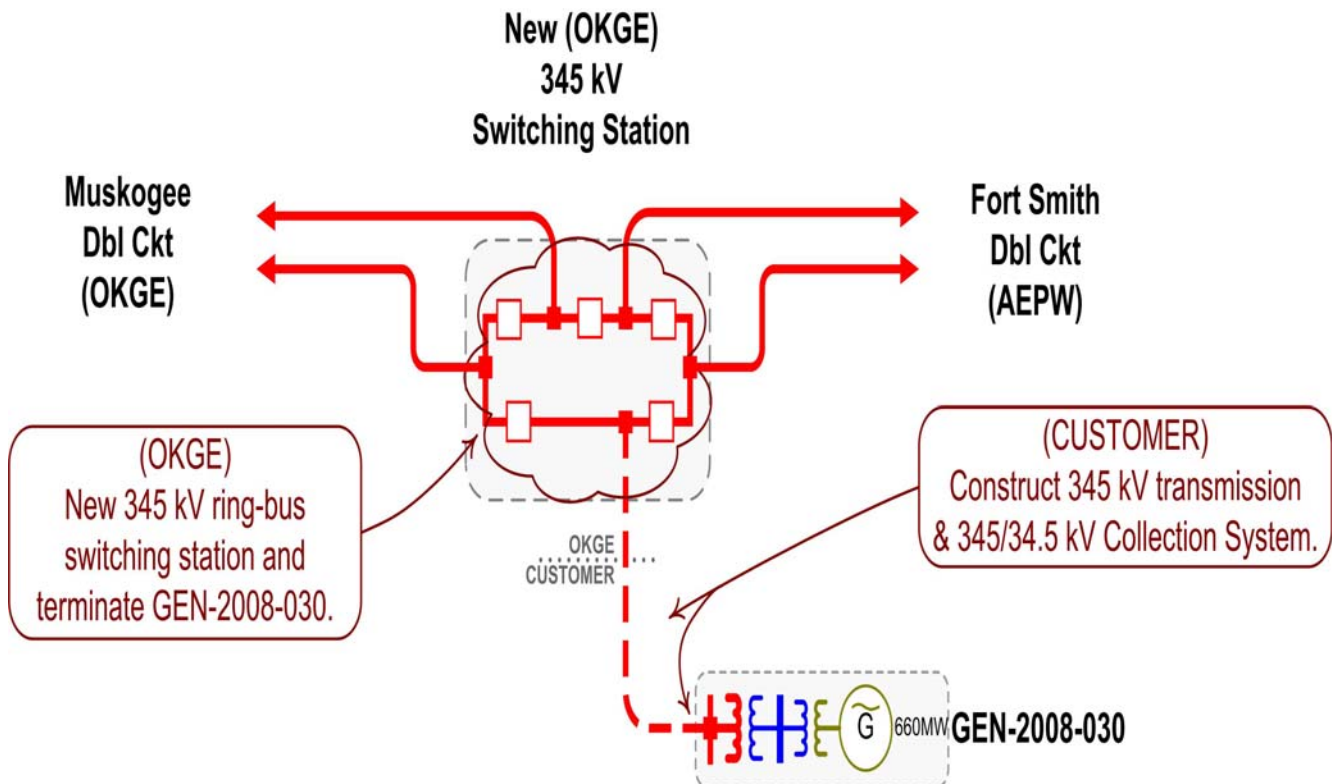 New (OKGE)
345 kV
Switching Station
Muskogee
Dbl Ckt
(OKGE)
Fort Smith
Dbl Ckt
(AEPW)
(OKGE)
New 345 kV ring-bus
switching station and
terminate GEN-2008-030.
(CUSTOMER)
Construct 345 kV transmission
& 345/34.5 kV Collection System.
OKGE
CUSTOMER
G
660MW
GEN-2008-030